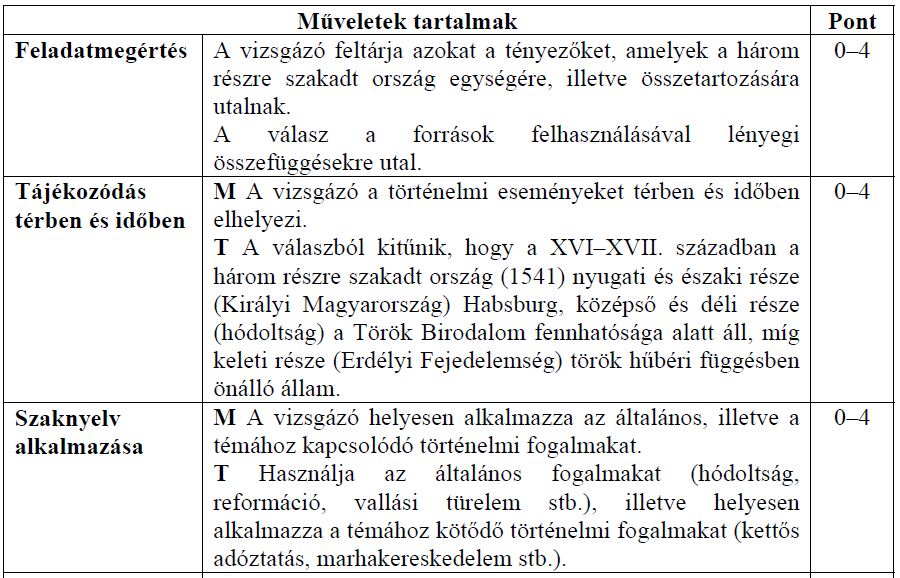 Műveletek tartalmak Pont
Feladatmegértés A vizsgázó feltárja azokat a tényezőket, amelyek a három 0–4
részre szakadt ország egységére, illetve összetartozására
utalnak.
A válasz a források felhasználásával lényegi
összefüggésekre utal.
Tájékozódás M A vizsgázó a történelmi eseményeket térben és időben 0–4
térben és időben elhelyezi.
T A válaszból kitűnik, hogy a XVI–XVII. században a
három részre szakadt ország (1541) nyugati és északi része
(Királyi Magyarország) Habsburg, középső és déli része
(hódoltság) a Török Birodalom fennhatósága alatt áll, míg
keleti része (Erdélyi Fejedelemség) török hűbéri függésben
önálló állam.
Szaknyelv M A vizsgázó helyesen alkalmazza az általános, illetve a 0–4
alkalmazása témához kapcsolódó történelmi fogalmakat.
T Használja az általános fogalmakat (hódoltság,
reformáció, vallási türelem stb.), illetve helyesen
alkalmazza a témához kötődő történelmi fogalmakat (kettős
adóztatás, marhakereskedelem stb.).